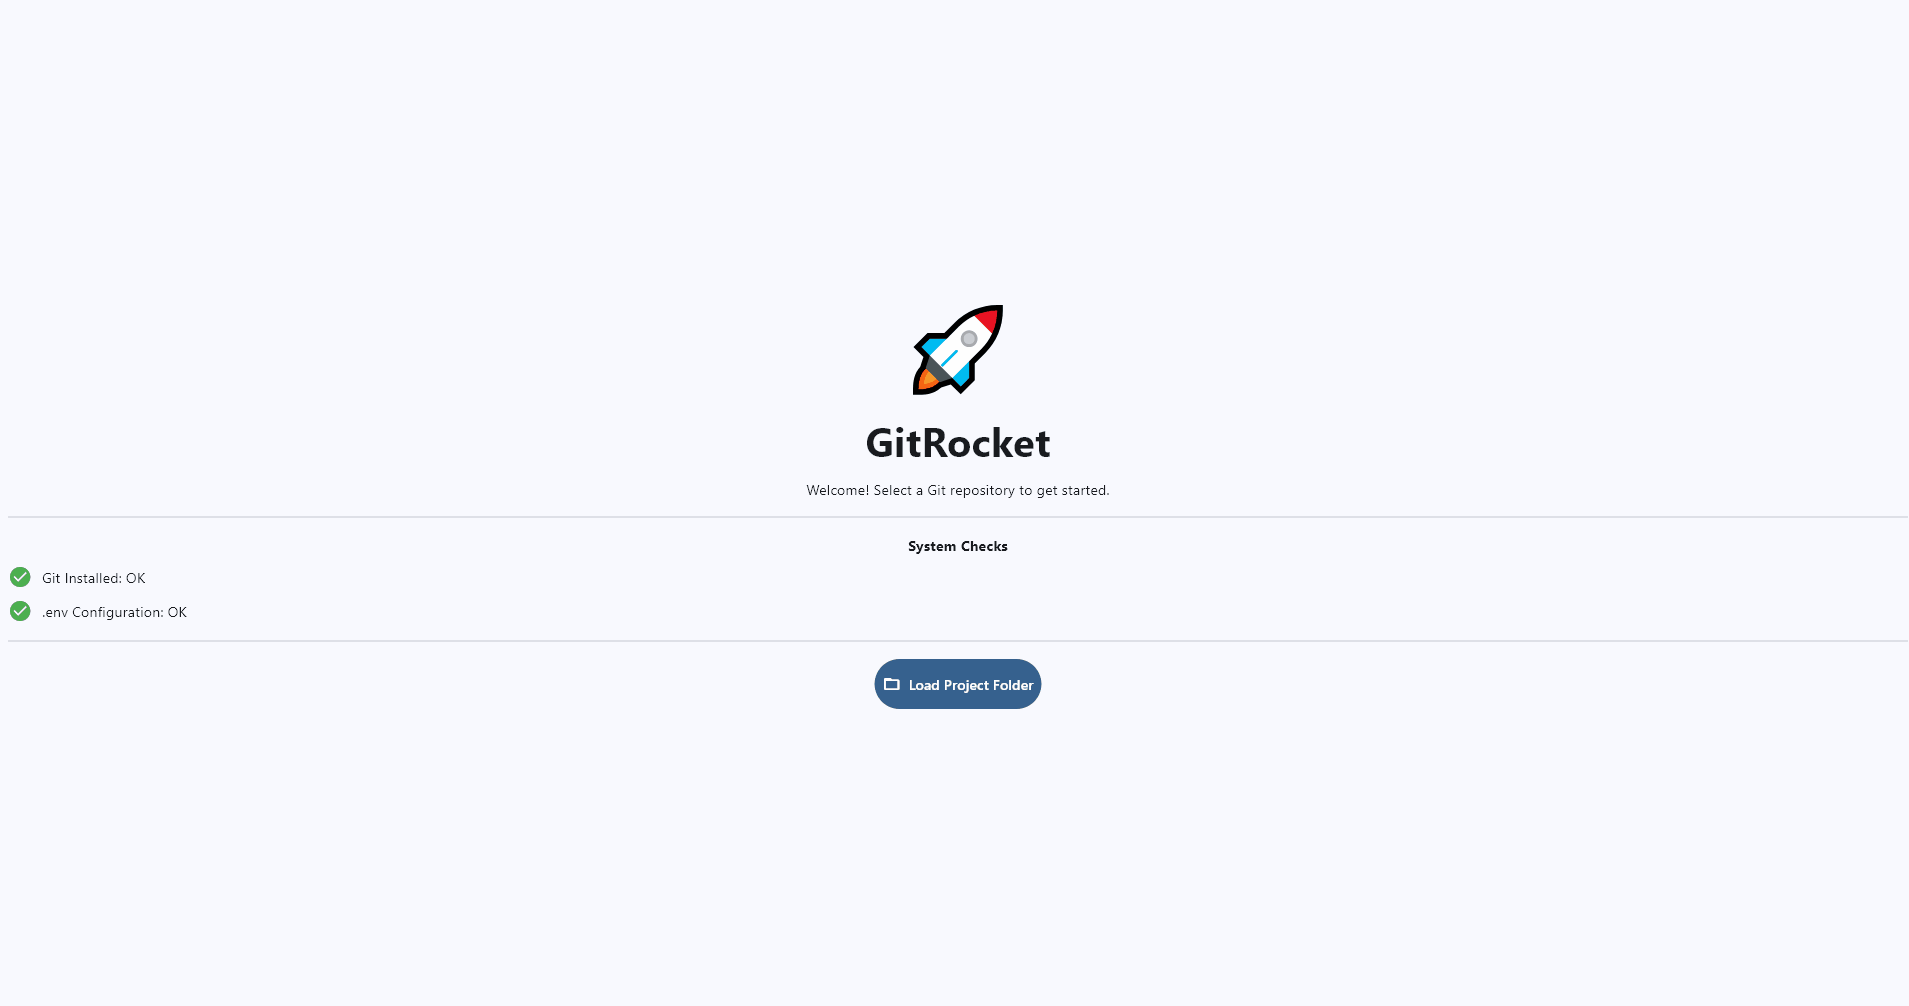 GitRocket
Welcome! Select a Git repository to get started.
System Checks
Git Installed: OK
.env Configuration: OK
Load Project Folder